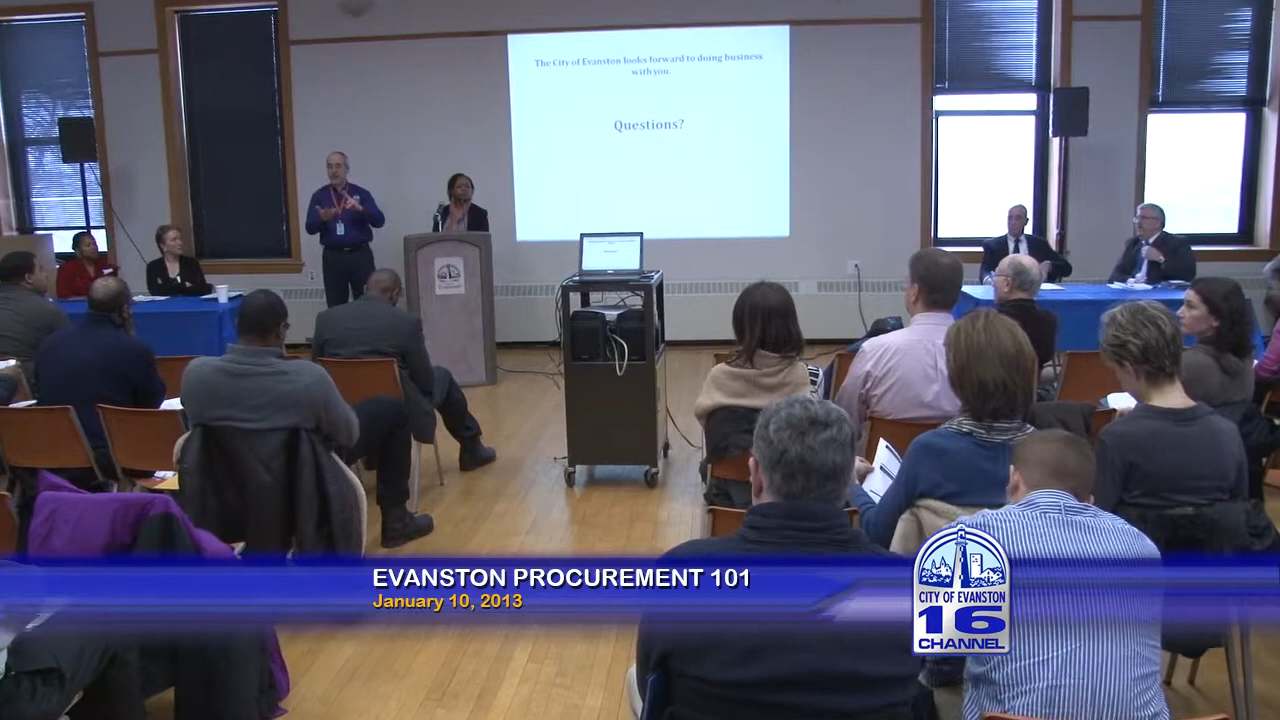 The City of Evanston looks forward to doing business
with you.
Questions?
Evanston
EVANSTON PROCUREMENT 101
January 10, 2013
CITY OF EVANSTON
16
CHANNEL